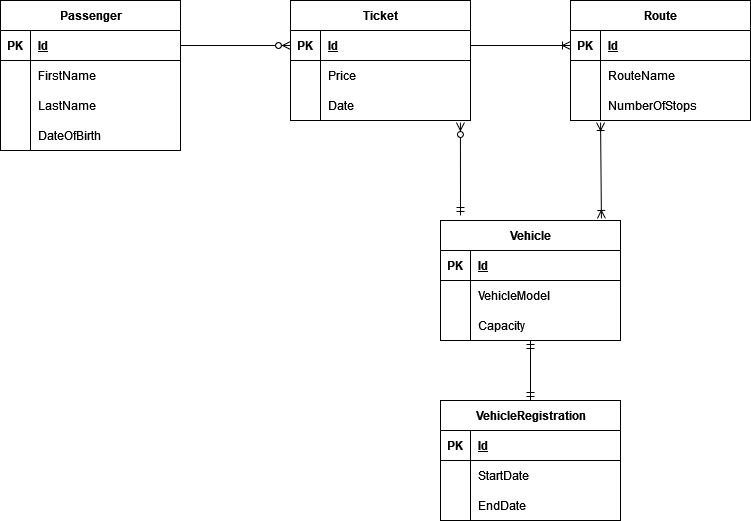 Passenger
PK Id
FirstName
LastName
DateOfBirth
Ticket
PK Id
Price
Date
Route
PK Id
RouteName
NumberOfStops
Vehicle
PK Id
VehicleModel
Capacity
VehicleRegistration
PK Id
StartDate
EndDate